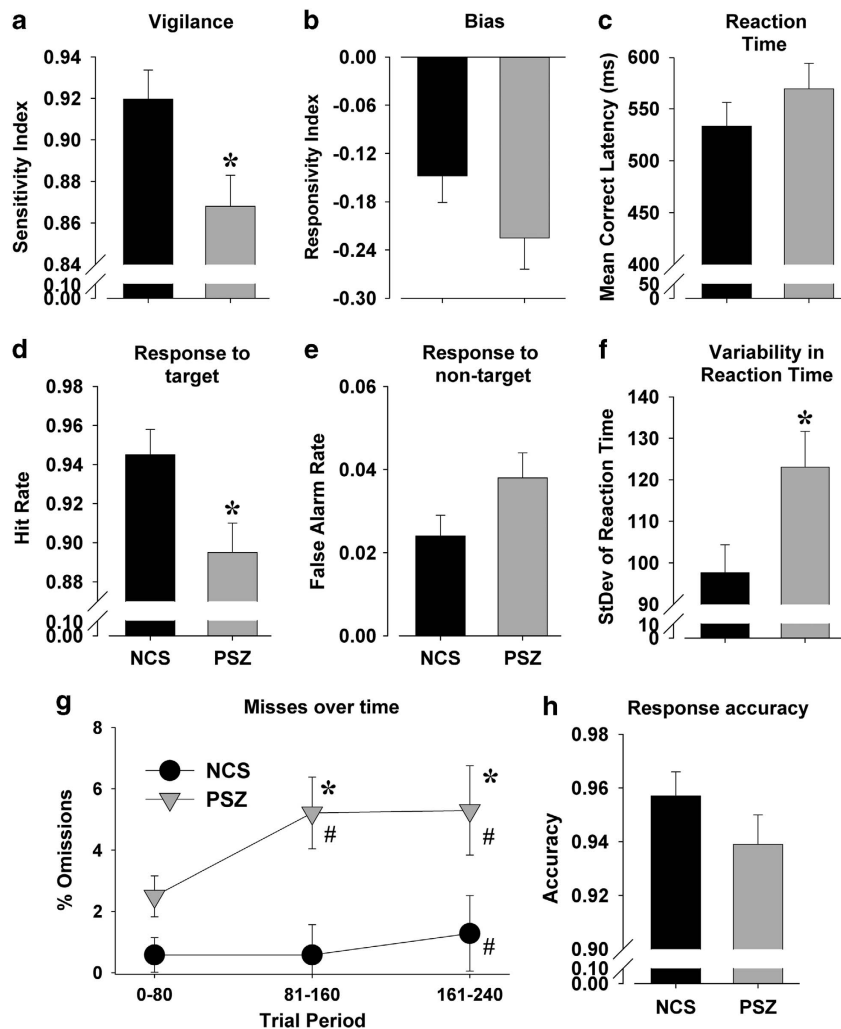 a
Vigilance
Sensitivity Index
0.94
0.92
0.90
0.88
0.86
0.84
0.10
0.00
*
b
Bias
Responsivity Index
0.00
-0.06
-0.12
-0.18
-0.24
-0.30
c
Reaction
Time
Mean Correct Latency (ms)
600
550
500
450
400
50
0
d
Response to
target
Hit Rate
0.98
0.96
0.94
0.92
0.90
0.88
0.10
0.00
*
NCS PSZ
e
Response to
non-target
False Alarm Rate
0.06
0.04
0.02
0.00
NCS PSZ
f
Variability in
Reaction Time
StDev of Reaction Time
140
130
120
110
100
90
10
0
*
g
Misses over time
% Omissions
8
6
4
2
0
NCS
PSZ
* *
# #
#
0-80 81-160 161-240
Trial Period
h
Response accuracy
Accuracy
0.98
0.96
0.94
0.92
0.90
0.10
0.00
NCS PSZ